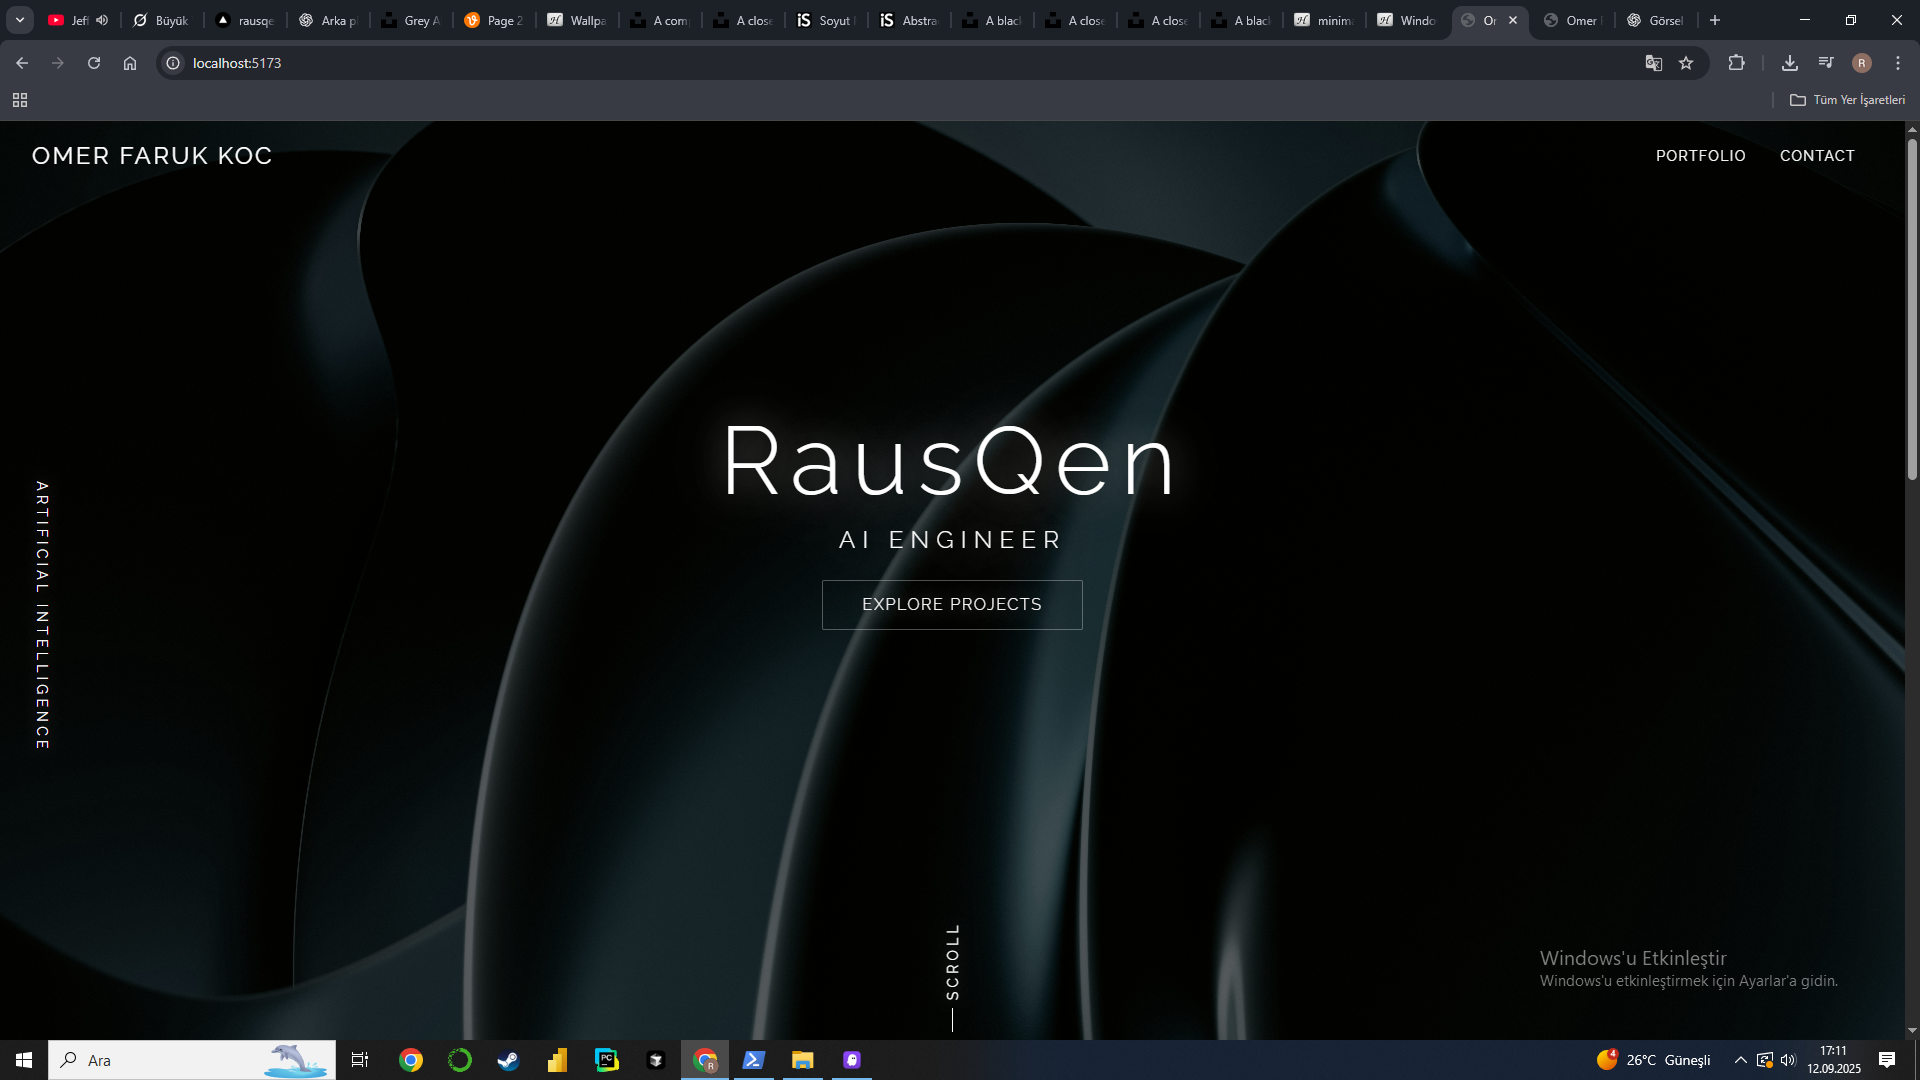 Jeff
Büyük
rausqe
Arka pl
Grey A
Page 2
Wallpa
A com
A close
Soyut
Abstra
A black
A close
A close
A black
minima
Windo
Omer
Görsel
localhost:5173
Tüm Yer İşaretleri
OMER FARUK KOC
PORTFOLIO
CONTACT
RausQen
AI ENGINEER
EXPLORE PROJECTS
ARTIFICIAL INTELLIGENCE
SCROLL
Windows'u Etkinleştir
Windows'u etkinleştirmek için Ayarlar'a gidin.
Ara
26°C Güneşli
17:11
12.09.2025